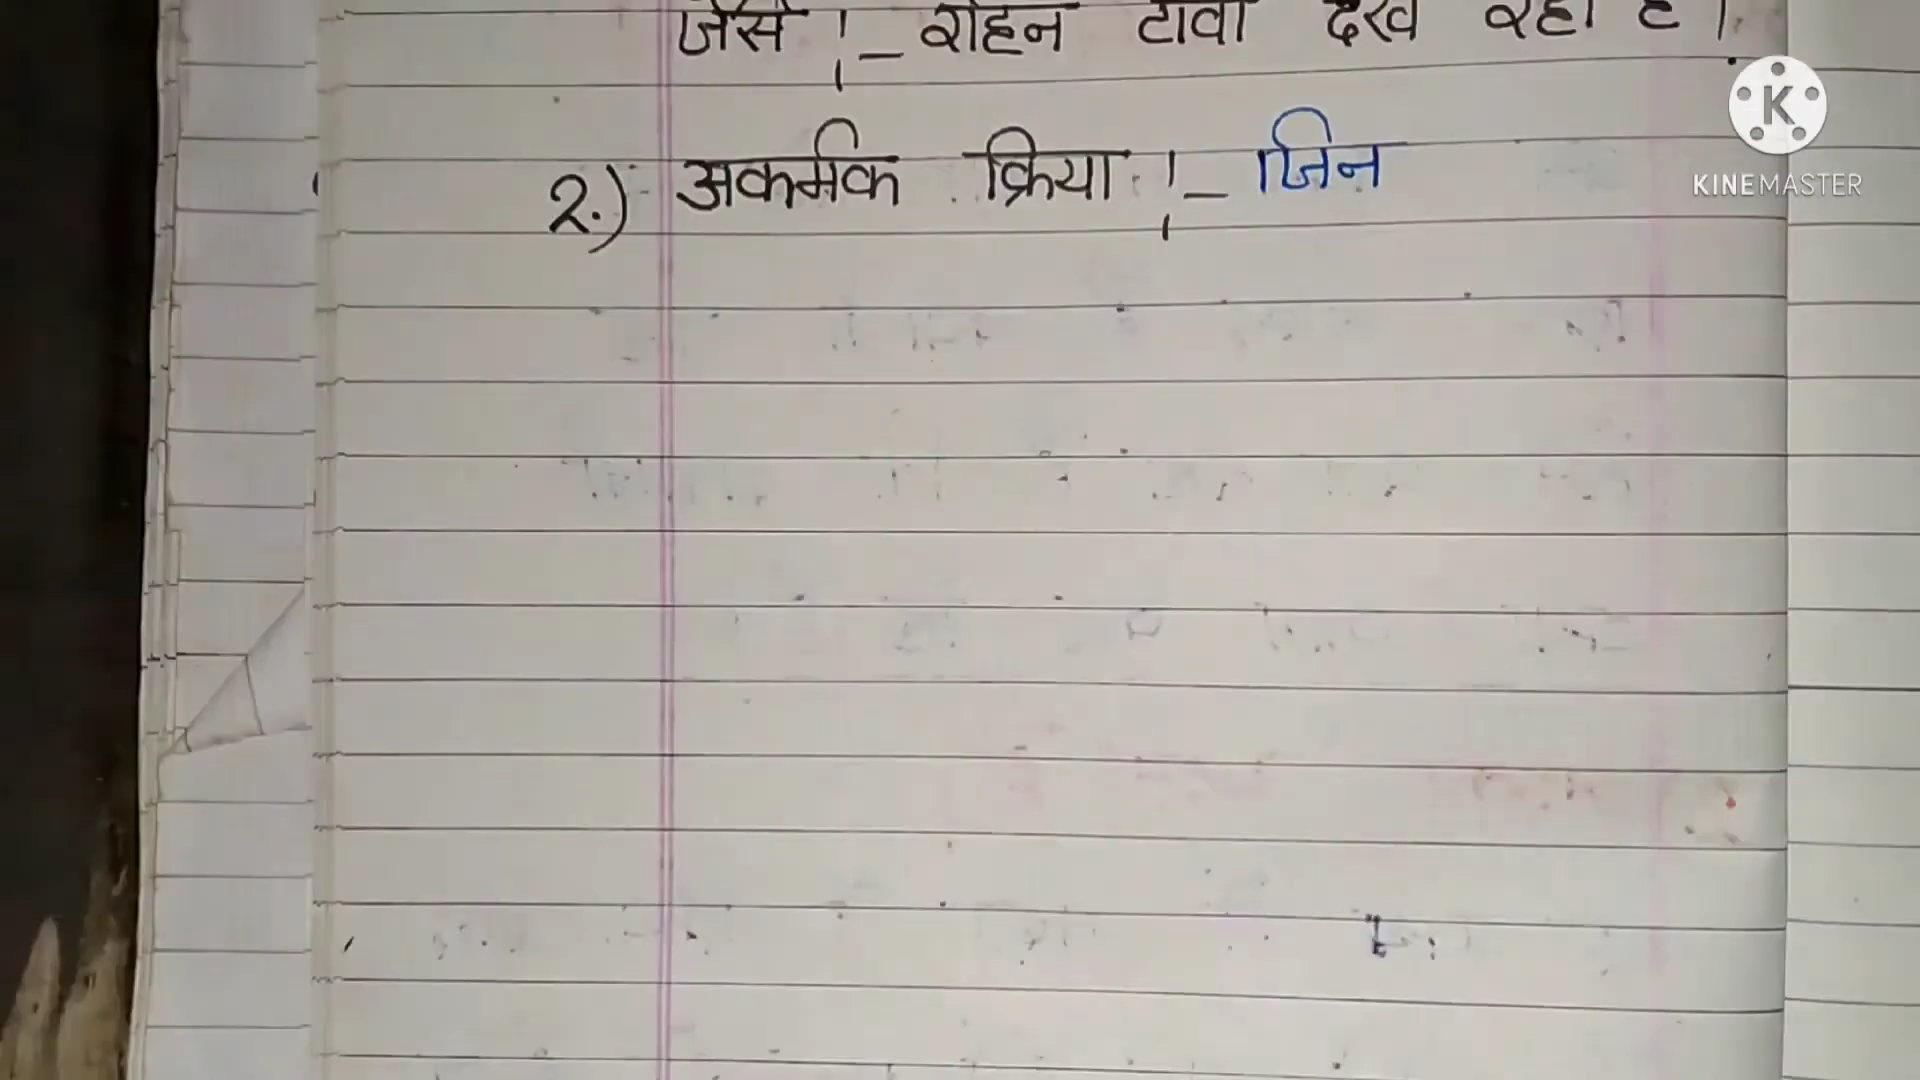 जैसे :- रोहन टीवी देख रहा है।
K
KINEMASTER
2.) अकर्मक क्रिया :- जिन